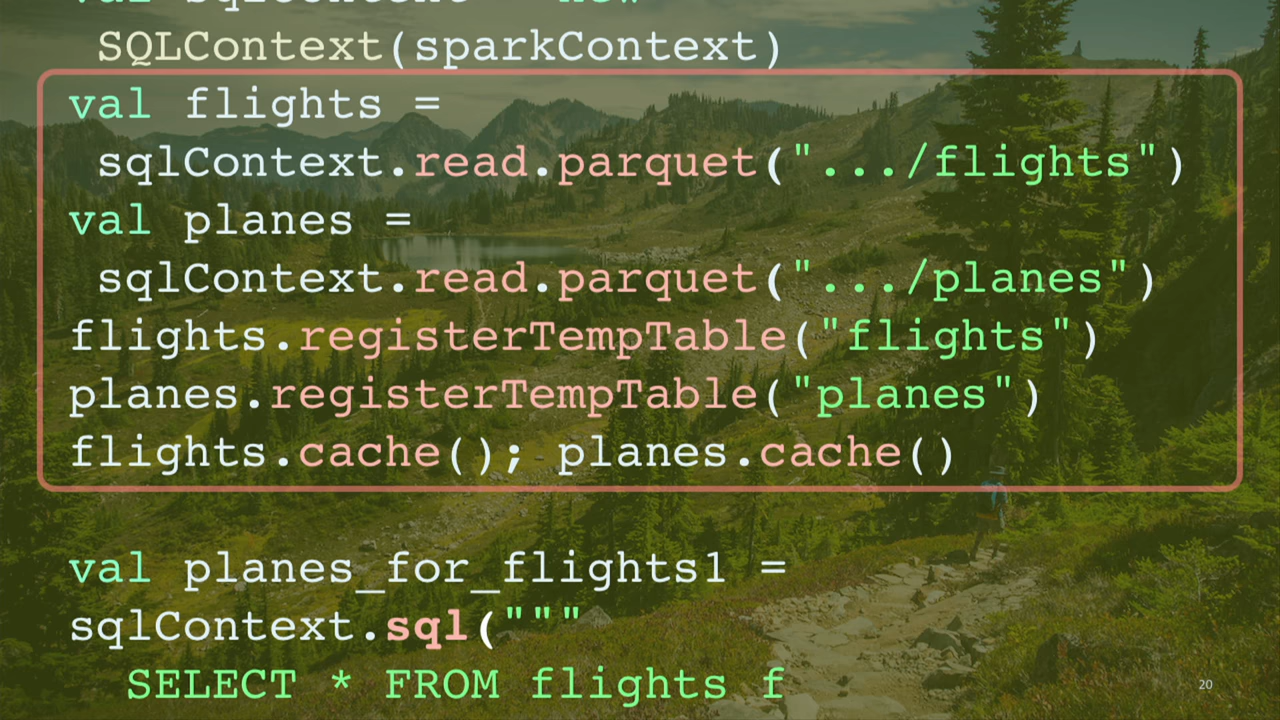 SQLContext(sparkContext)
val flights =
sqlContext.read.parquet(".../flights")
val planes =
sqlContext.read.parquet(".../planes")
flights.registerTempTable("flights")
planes.registerTempTable("planes")
flights.cache(); planes.cache()
val planes_for_flights1 =
sqlContext.sql("""
SELECT * FROM flights f
20